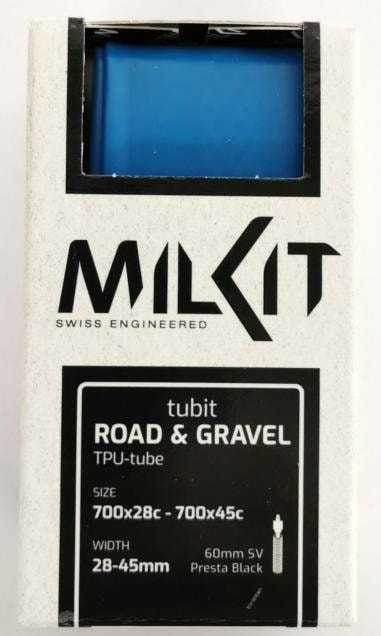 MILKIT
SWISS ENGINEERED
tubit
ROAD & GRAVEL
TPU-tube
SIZE
700x28c - 700x45c
WIDTH
28-45mm
60mm SV
Presta Black